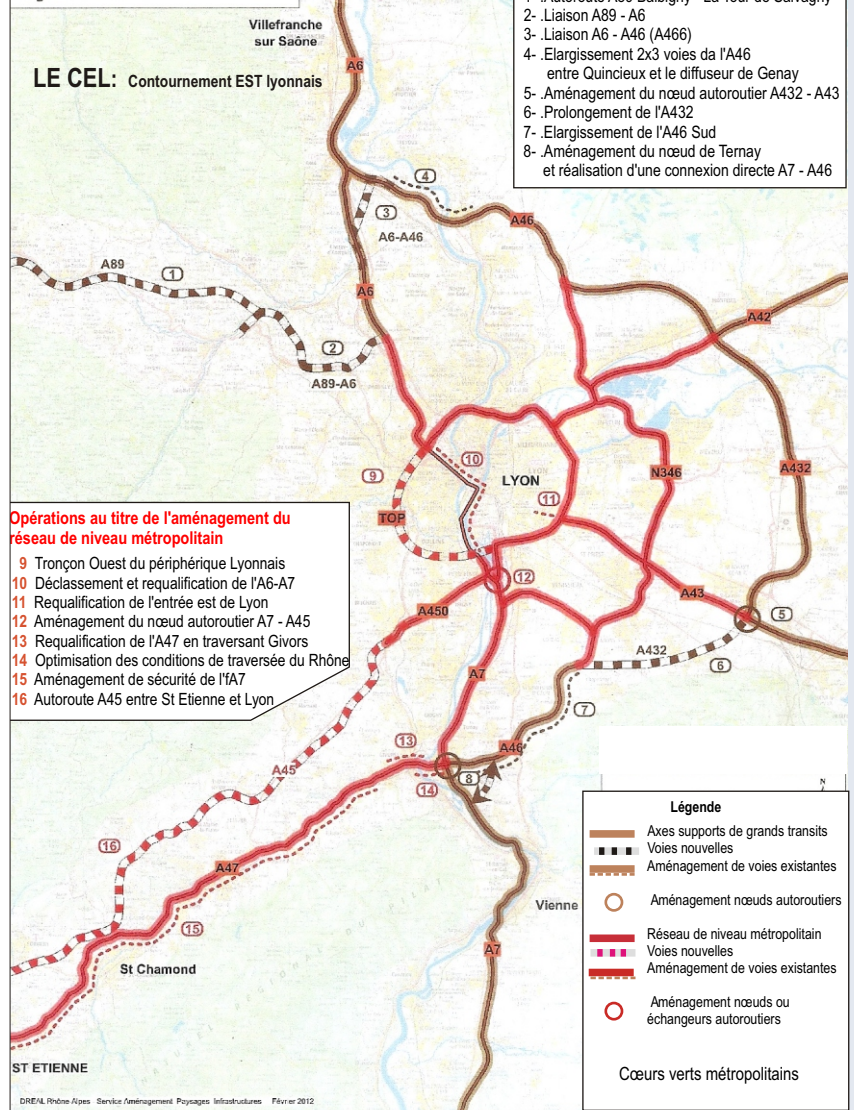 Villefranche
sur Saône
LE CEL: Contournement EST lyonnais
2- .Liaison A89 - A6
3- .Liaison A6 - A46 (A466)
4- .Elargissement 2x3 voies da l'A46
entre Quincieux et le diffuseur de Genay
5- .Aménagement du nœud autoroutier A432 - A43
6- .Prolongement de l'A432
7- .Elargissement de l'A46 Sud
8- .Aménagement du nœud de Ternay
et réalisation d'une connexion directe A7 - A46
A6
4
3
A6-A46
A46
A89
1
A6
A42
2
A89-A6
10
9
LYON
N346
A432
11
TOP
12
A450
A43
5
A432
6
A7
7
Opérations au titre de l'aménagement du
réseau de niveau métropolitain
9 Tronçon Ouest du périphérique Lyonnais
10 Déclassement et requalification de l'A6-A7
11 Requalification de l'entrée est de Lyon
12 Aménagement du nœud autoroutier A7 - A45
13 Requalification de l'A47 en traversant Givors
14 Optimisation des conditions de traversée du Rhône
15 Aménagement de sécurité de l'fA7
16 Autoroute A45 entre St Etienne et Lyon
13
A46
A45
8
14
16
A47
15
St Chamond
Vienne
A7
ST ETIENNE
N
Légende
Axes supports de grands transits
Voies nouvelles
Aménagement de voies existantes
Aménagement nœuds autoroutiers
Réseau de niveau métropolitain
Voies nouvelles
Aménagement de voies existantes
Aménagement nœuds ou
échangeurs autoroutiers
Cœurs verts métropolitains
DREAL Rhône Alpes Service Aménagement Paysages Infrastructures Février 2012